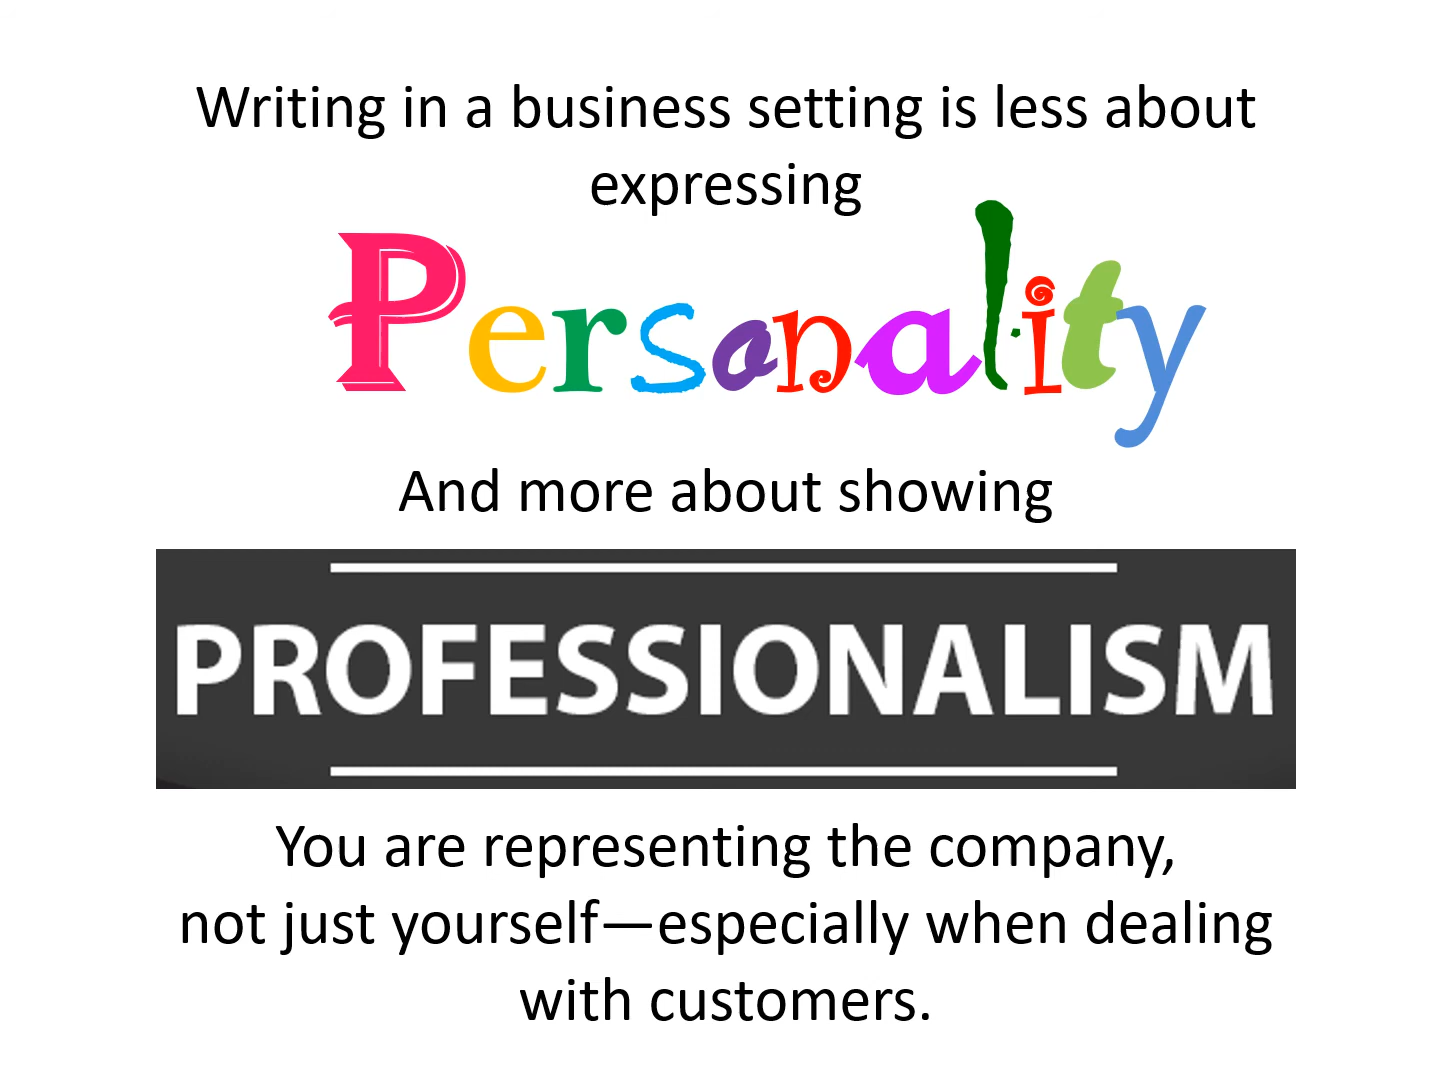 Writing in a business setting is less about
expressing
Personality
And more about showing
PROFESSIONALISM
You are representing the company,
not just yourself—especially when dealing
with customers.